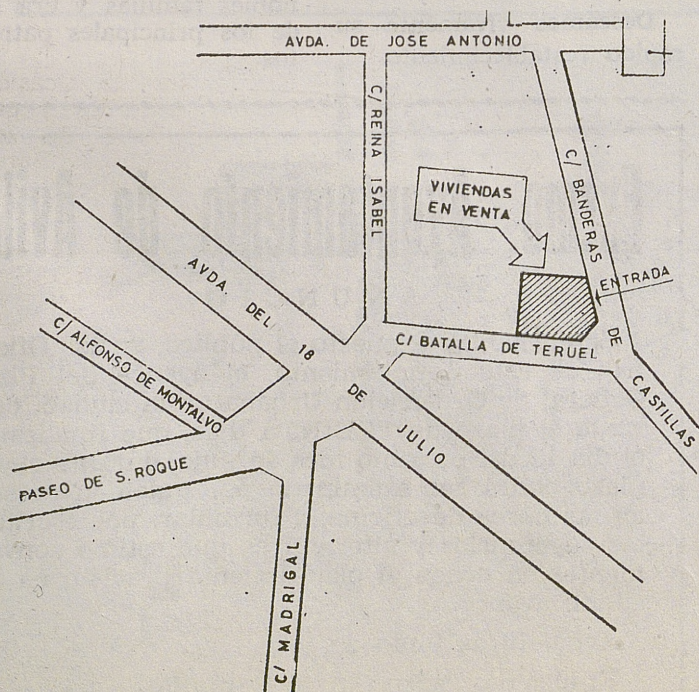 AVDA. DE JOSE ANTONIO
C/ REINA ISABEL
C/ BANDERAS DE CASTILLAS
VIVIENDAS
EN VENTA
ENTRADA
AVDA DEL 18 DE JULIO
C/ BATALLA DE TERUEL
C/ ALFONSO DE MONTALVO
PASEO DE S. ROQUE
C/ MADRIGAL